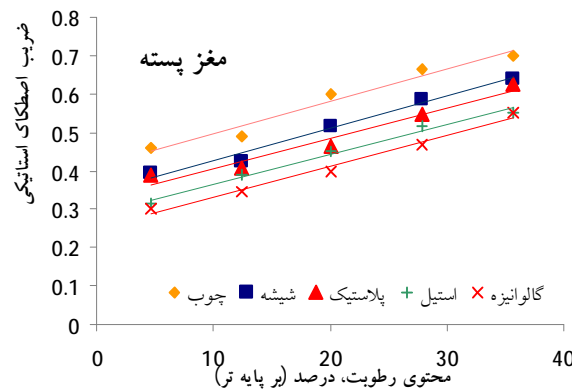 مغز پسته
ضریب اصطکاک استاتیکی
0.8
0.7
0.6
0.5
0.4
0.3
0.2
0.1
0
چوب شیشه پلاستیک استیل گالوانیزه
0 10 20 30 40
محتوی رطوبت، درصد (بر پایه تر)